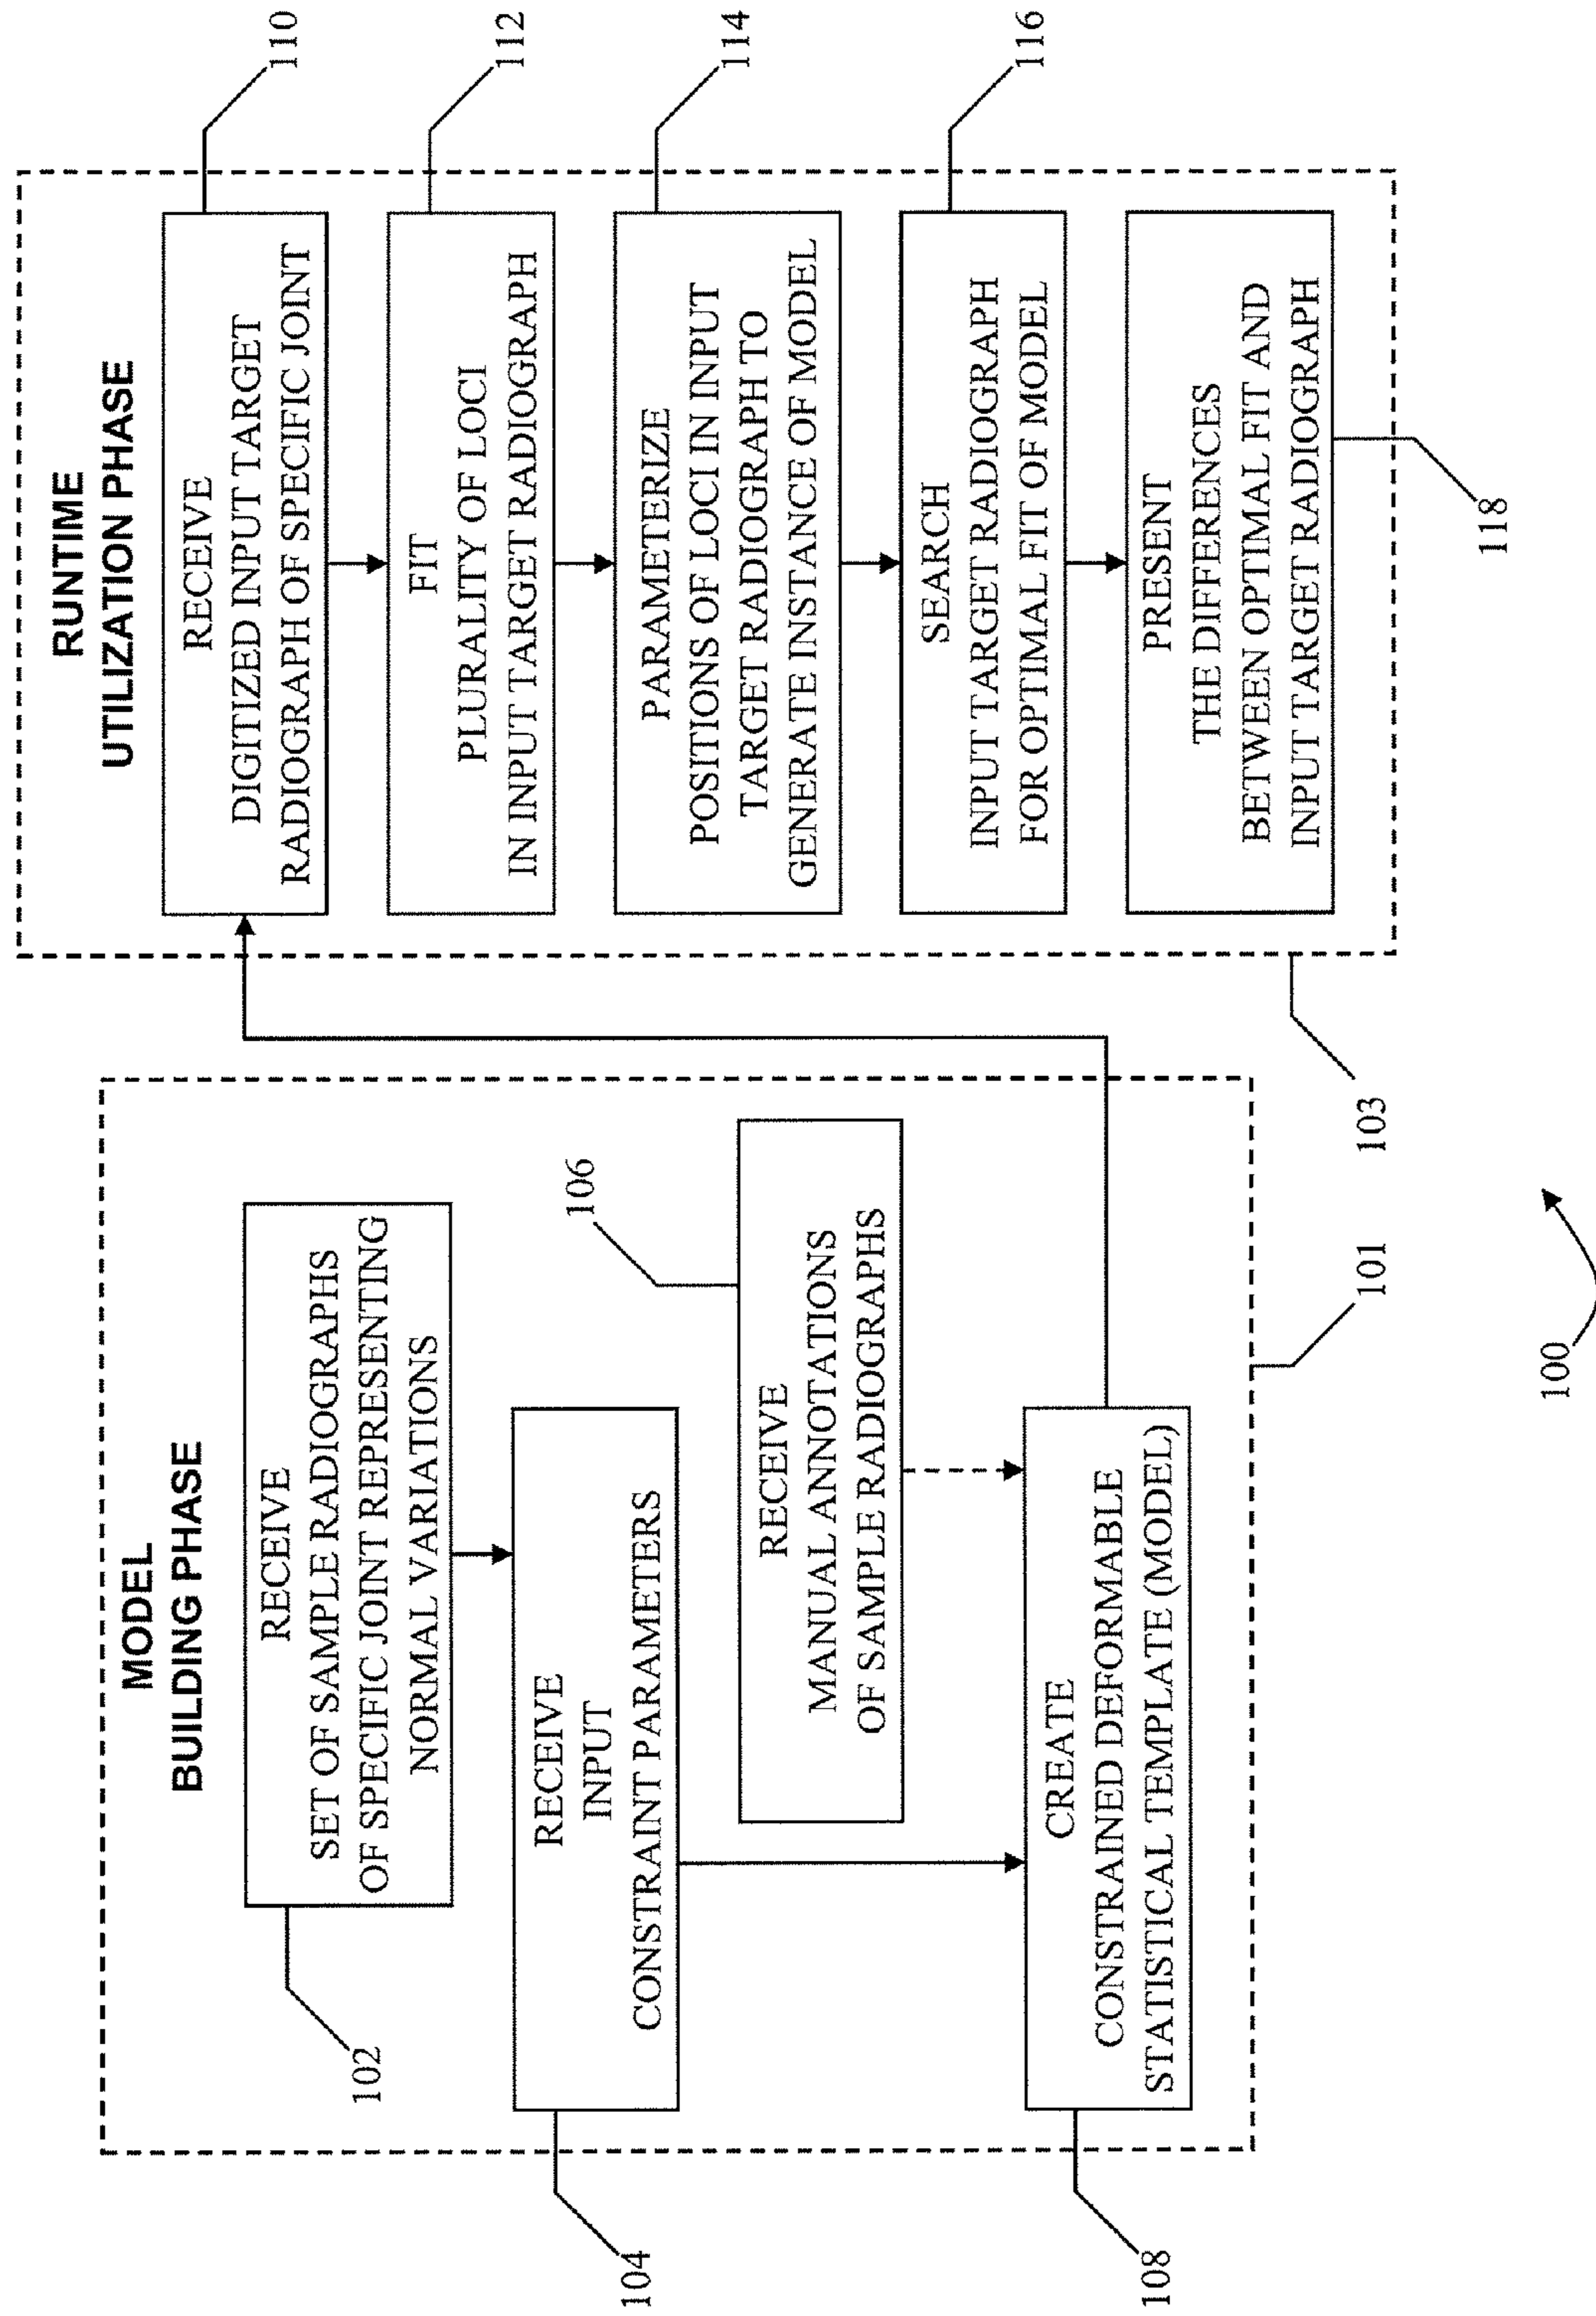 MODEL
BUILDING PHASE
RECEIVE
SET OF SAMPLE RADIOGRAPHS
OF SPECIFIC JOINT REPRESENTING
NORMAL VARIATIONS
102
RECEIVE
INPUT
CONSTRAINT PARAMETERS
104
106
RECEIVE
MANUAL ANNOTATIONS
OF SAMPLE RADIOGRAPHS
CREATE
CONSTRAINED DEFORMABLE
STATISTICAL TEMPLATE (MODEL)
108
101
RUNTIME
UTILIZATION PHASE
RECEIVE
DIGITIZED INPUT TARGET
RADIOGRAPH OF SPECIFIC JOINT
110
FIT
PLURALITY OF LOCI
IN INPUT TARGET RADIOGRAPH
112
PARAMETERIZE
POSITIONS OF LOCI IN INPUT
TARGET RADIOGRAPH TO
GENERATE INSTANCE OF MODEL
114
SEARCH
INPUT TARGET RADIOGRAPH
FOR OPTIMAL FIT OF MODEL
116
PRESENT
THE DIFFERENCES
BETWEEN OPTIMAL FIT AND
INPUT TARGET RADIOGRAPH
118
103
100